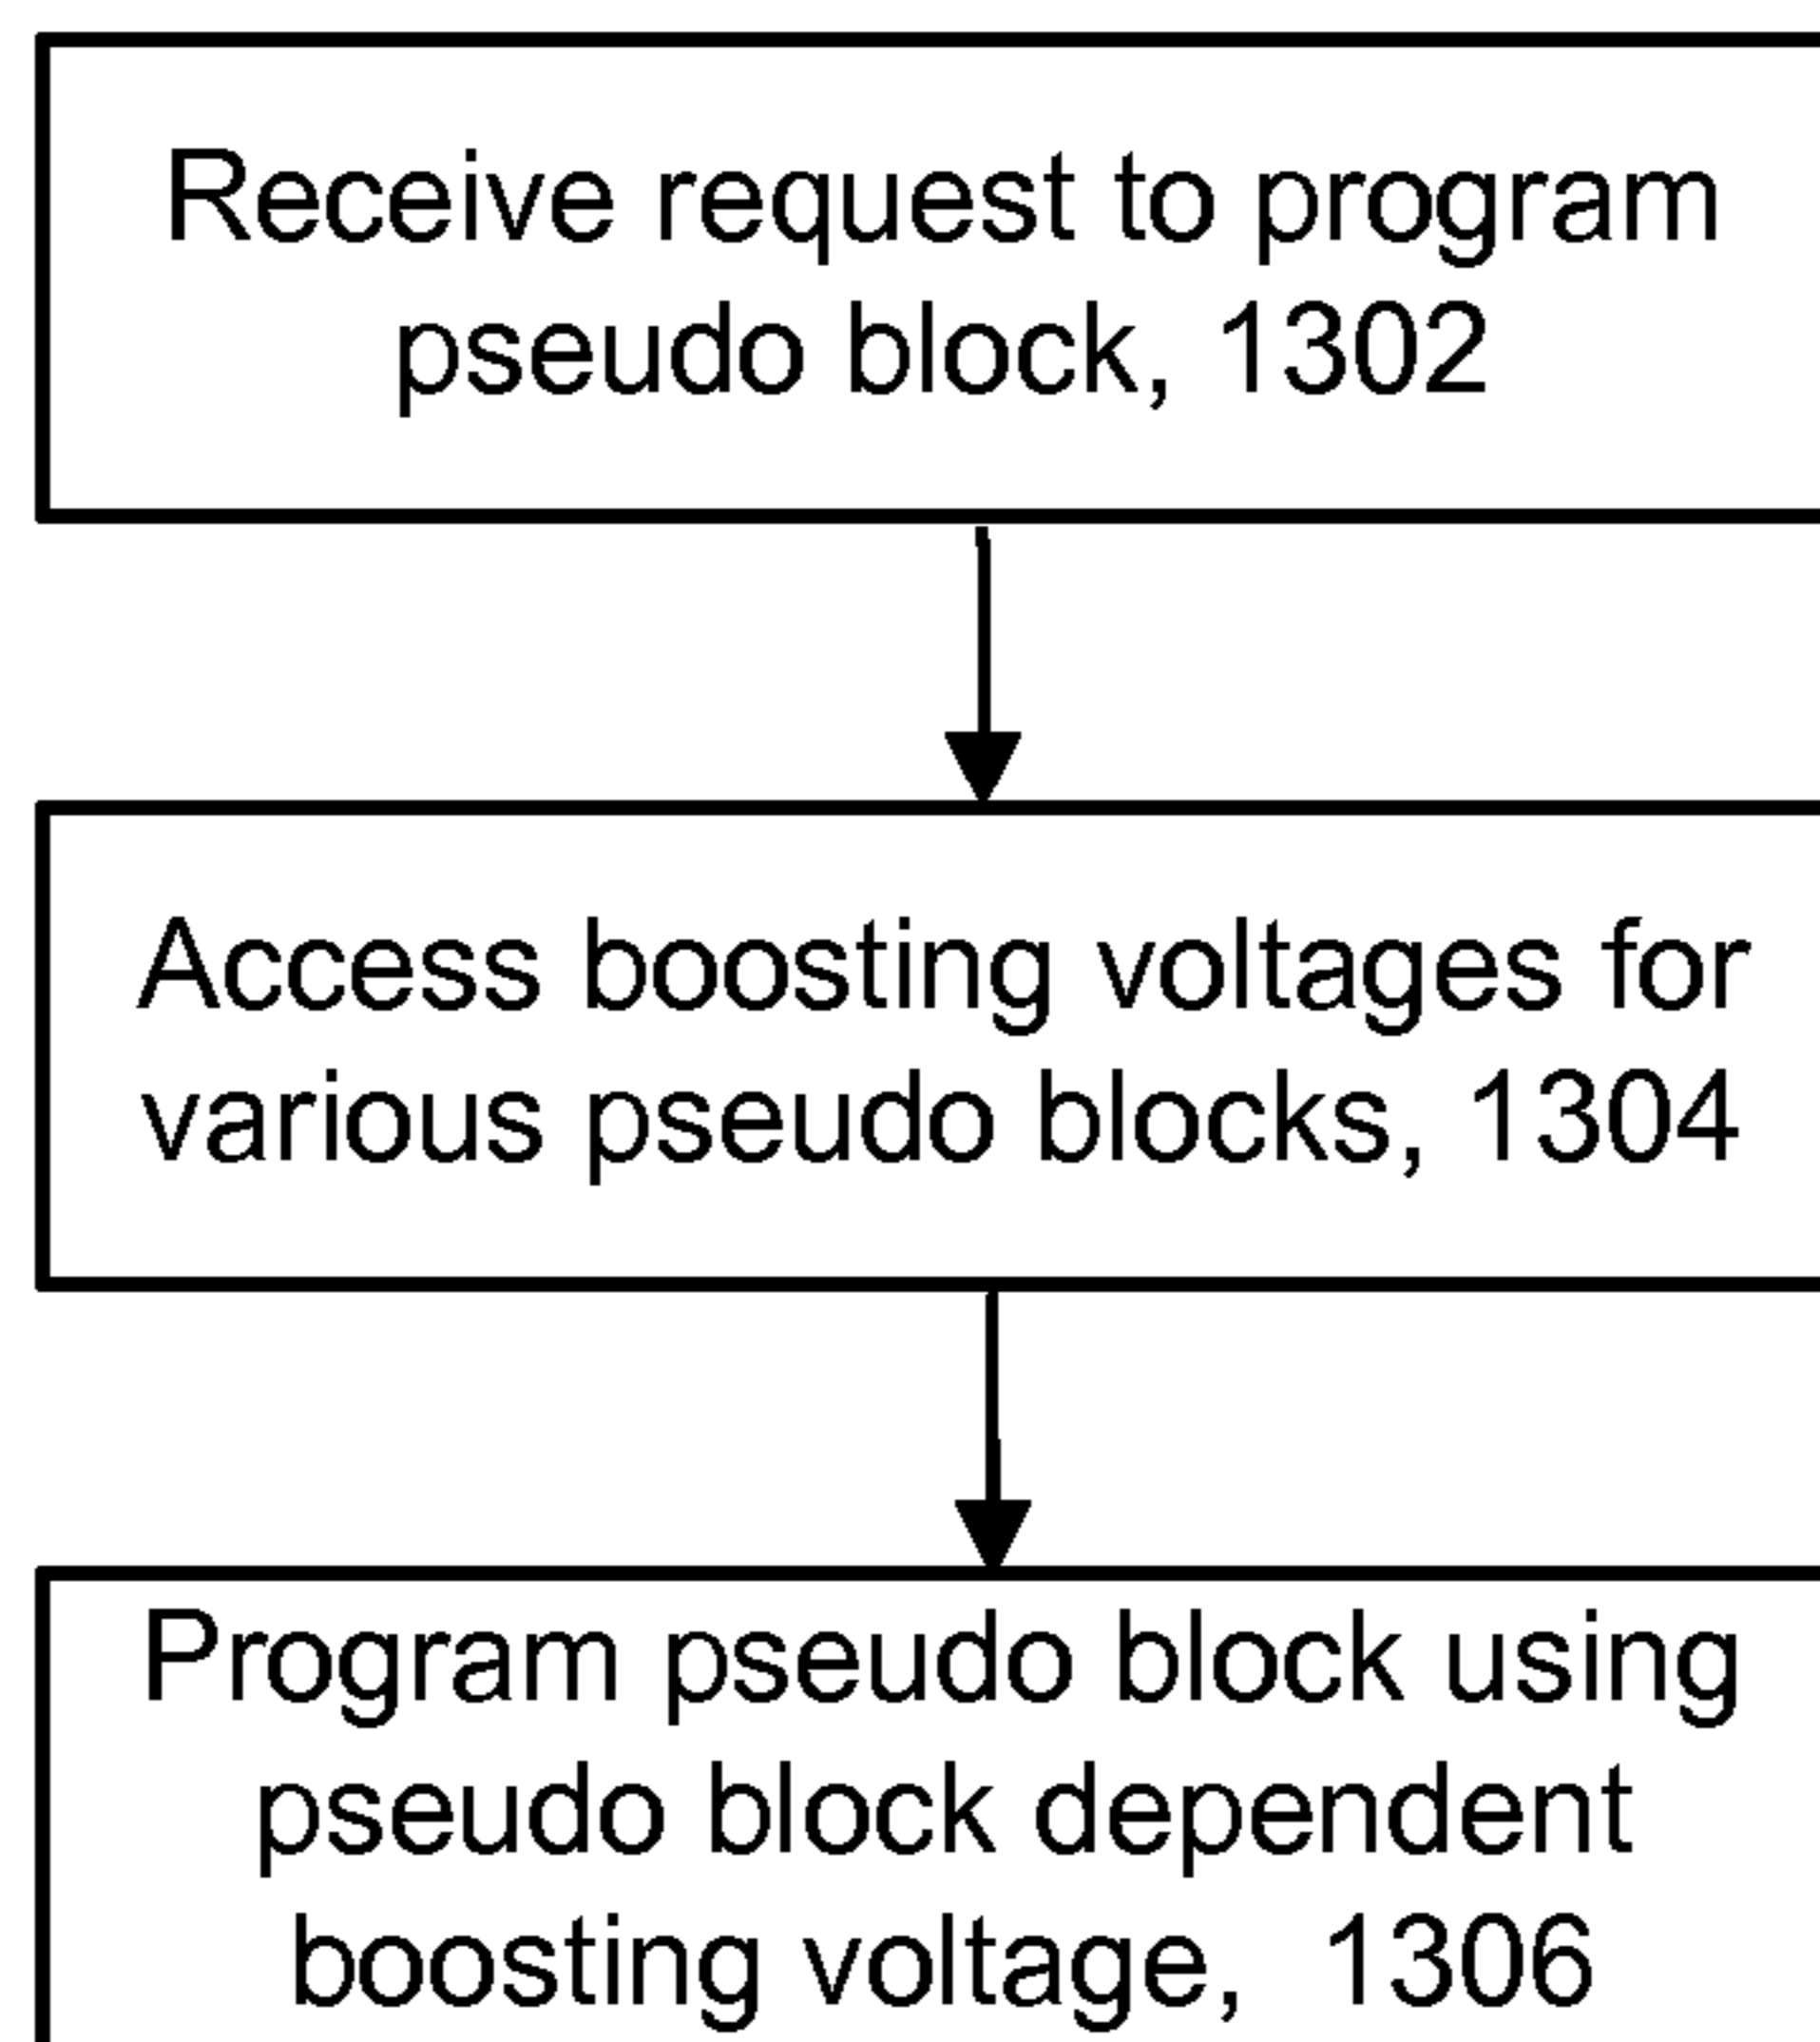 Receive request to program
pseudo block, 1302
Access boosting voltages for
various pseudo blocks, 1304
Program pseudo block using
pseudo block dependent
boosting voltage, 1306